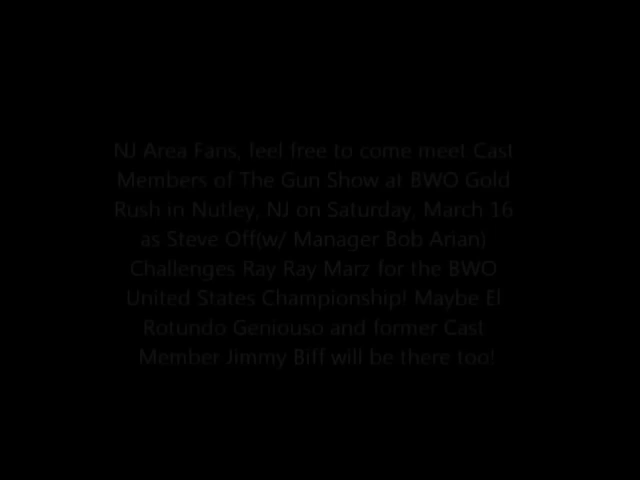 NJ Area Fans, feel free to come meet Cast
Members of The Gun Show at BWO Gold
Rush in Nutley, NJ on Saturday, March 16
as Steve Off(w/ Manager Bob Arian)
Challenges Ray Ray Marz for the BWO
United States Championship! Maybe El
Rotundo Geniouso and former Cast
Member Jimmy Biff will be there too!